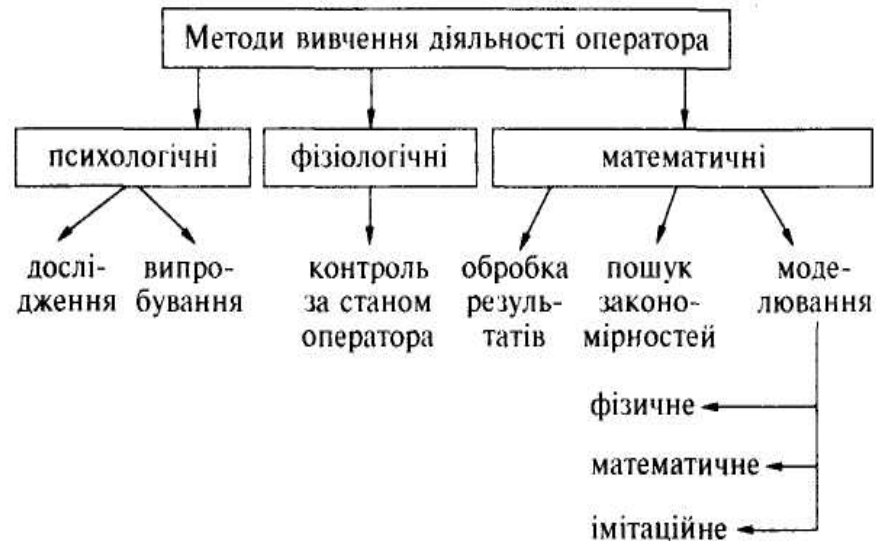 Методи вивчення діяльності оператора
психологічні
фізіологічні
математичні
дослі-
дження
випро-
бування
контроль
за станом
оператора
обробка
резуль-
татів
пошук
законо-
мірностей
моде-
лювання
фізичне
математичне
імітаційне